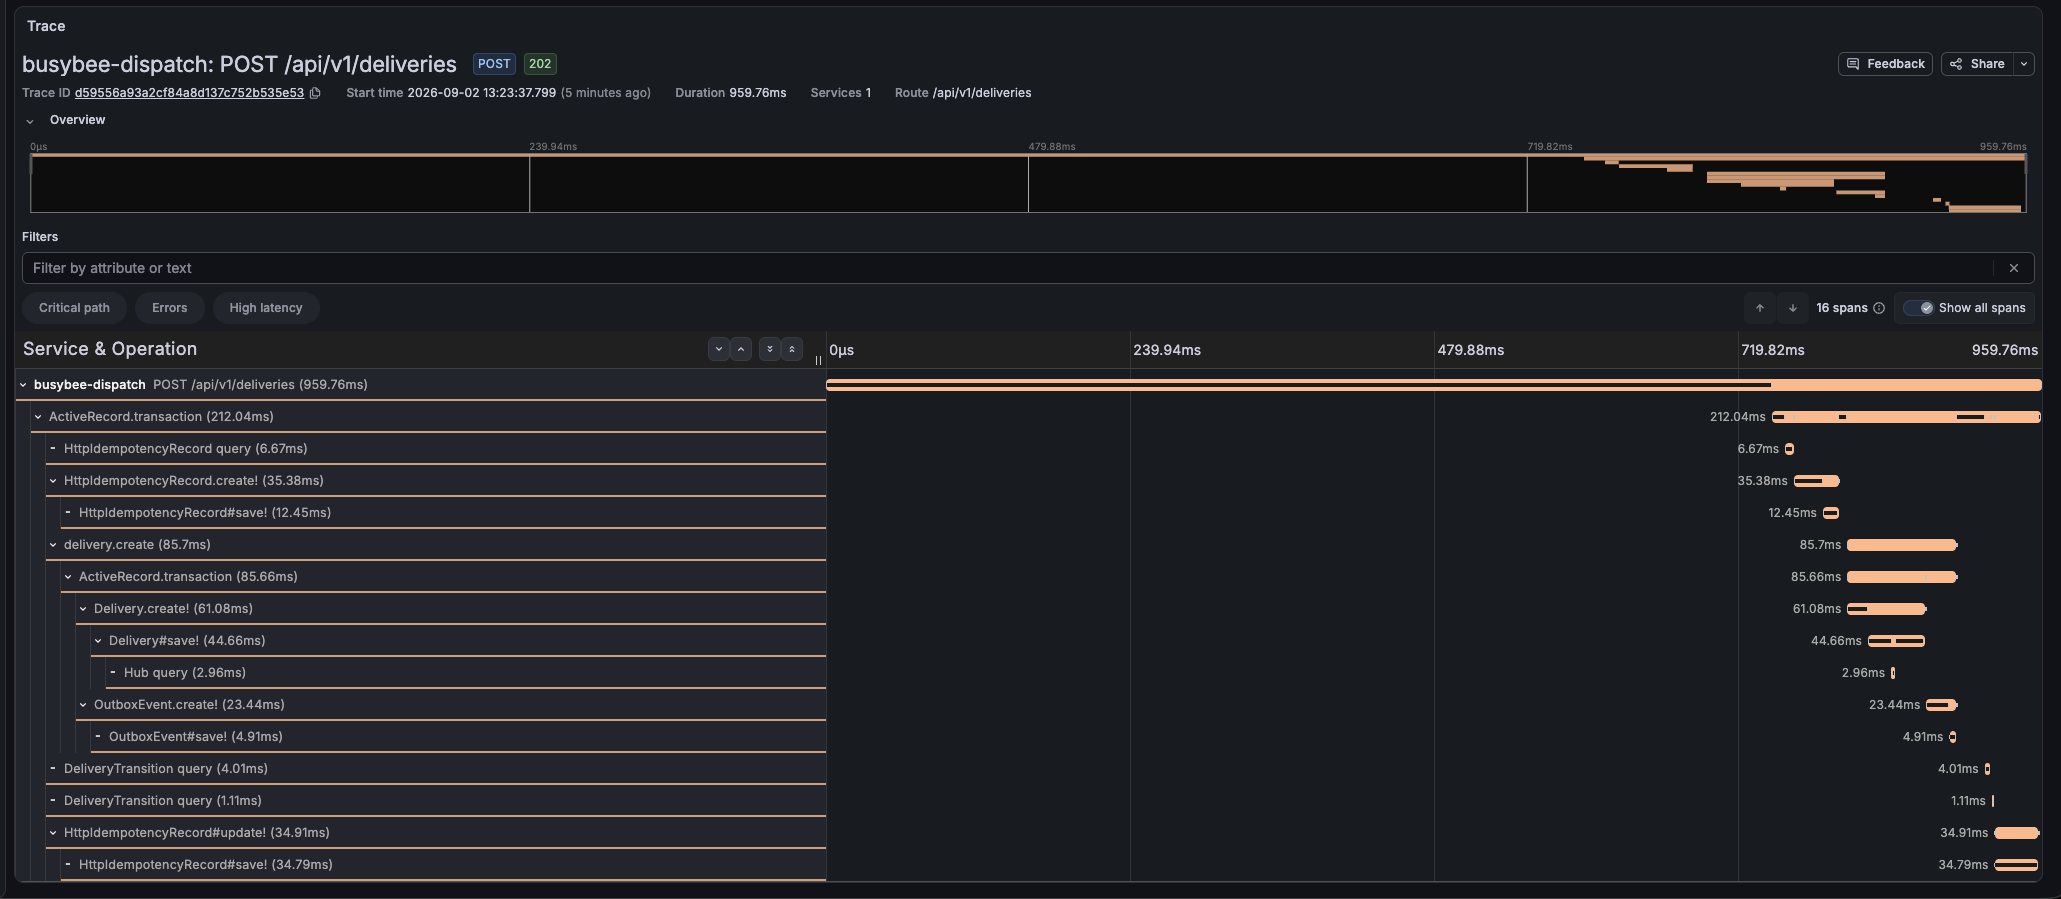 Trace
busybee-dispatch: POST /api/v1/deliveries POST 202
Feedback Share
Trace ID d59556a93a2cf84a8d137c752b535e53 Start time 2026-09-02 13:23:37.799 (5 minutes ago) Duration 959.76ms Services 1 Route /api/v1/deliveries
Overview
0μs 239.94ms 479.88ms 719.82ms 959.76ms
Filters
Filter by attribute or text
Critical path Errors High latency 16 spans Show all spans
Service & Operation 0μs 239.94ms 479.88ms 719.82ms 959.76ms
busybee-dispatch POST /api/v1/deliveries (959.76ms)
ActiveRecord.transaction (212.04ms) 212.04ms
HttpIdempotencyRecord query (6.67ms) 6.67ms
HttpIdempotencyRecord.create! (35.38ms) 35.38ms
HttpIdempotencyRecord#save! (12.45ms) 12.45ms
delivery.create (85.7ms) 85.7ms
ActiveRecord.transaction (85.66ms) 85.66ms
Delivery.create! (61.08ms) 61.08ms
Delivery#save! (44.66ms) 44.66ms
Hub query (2.96ms) 2.96ms
OutboxEvent.create! (23.44ms) 23.44ms
OutboxEvent#save! (4.91ms) 4.91ms
DeliveryTransition query (4.01ms) 4.01ms
DeliveryTransition query (1.11ms) 1.11ms
HttpIdempotencyRecord#update! (34.91ms) 34.91ms
HttpIdempotencyRecord#save! (34.79ms) 34.79ms